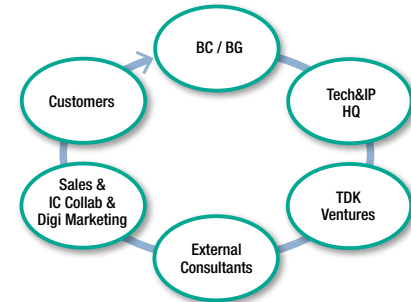 BC / BG
Tech&IP
HQ
TDK
Ventures
External
Consultants
Sales &
IC Collab &
Digi Marketing
Customers